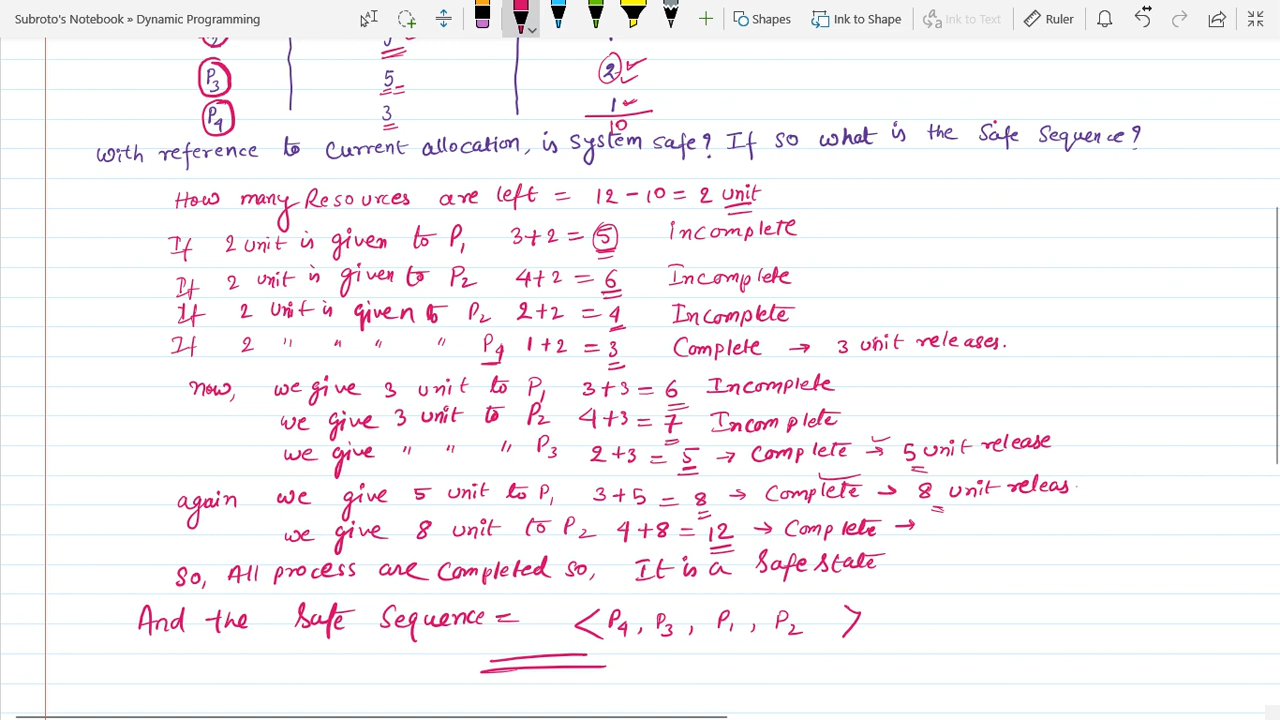 Subroto's Notebook » Dynamic Programming Shapes Ink to Shape Ink to Text Ruler
P3 5 2
P4 3 1
10
With reference to Current allocation, is System safe? If so what is the Safe Sequence?
How many Resources are left = 12 - 10 = 2 unit
If 2 unit is given to P1 3+2 = 5 Incomplete
If 2 unit is given to P2 4+2 = 6 Incomplete
If 2 unit is given to P2 2+2 = 4 Incomplete
If 2 " " " " P4 1+2 = 3 Complete → 3 unit releases.
Now, we give 3 unit to P1 3+3 = 6 Incomplete
we give 3 unit to P2 4+3 = 7 Incomplete
we give " " " P3 2+3 = 5 → Complete → 5 unit release
again we give 5 unit to P1 3+5 = 8 → Complete → 8 unit releas.
we give 8 unit to P2 4+8 = 12 → Complete →
So, All process are Completed so, It is a Safe State
And the Safe Sequence = < P4, P3, P1, P2 >